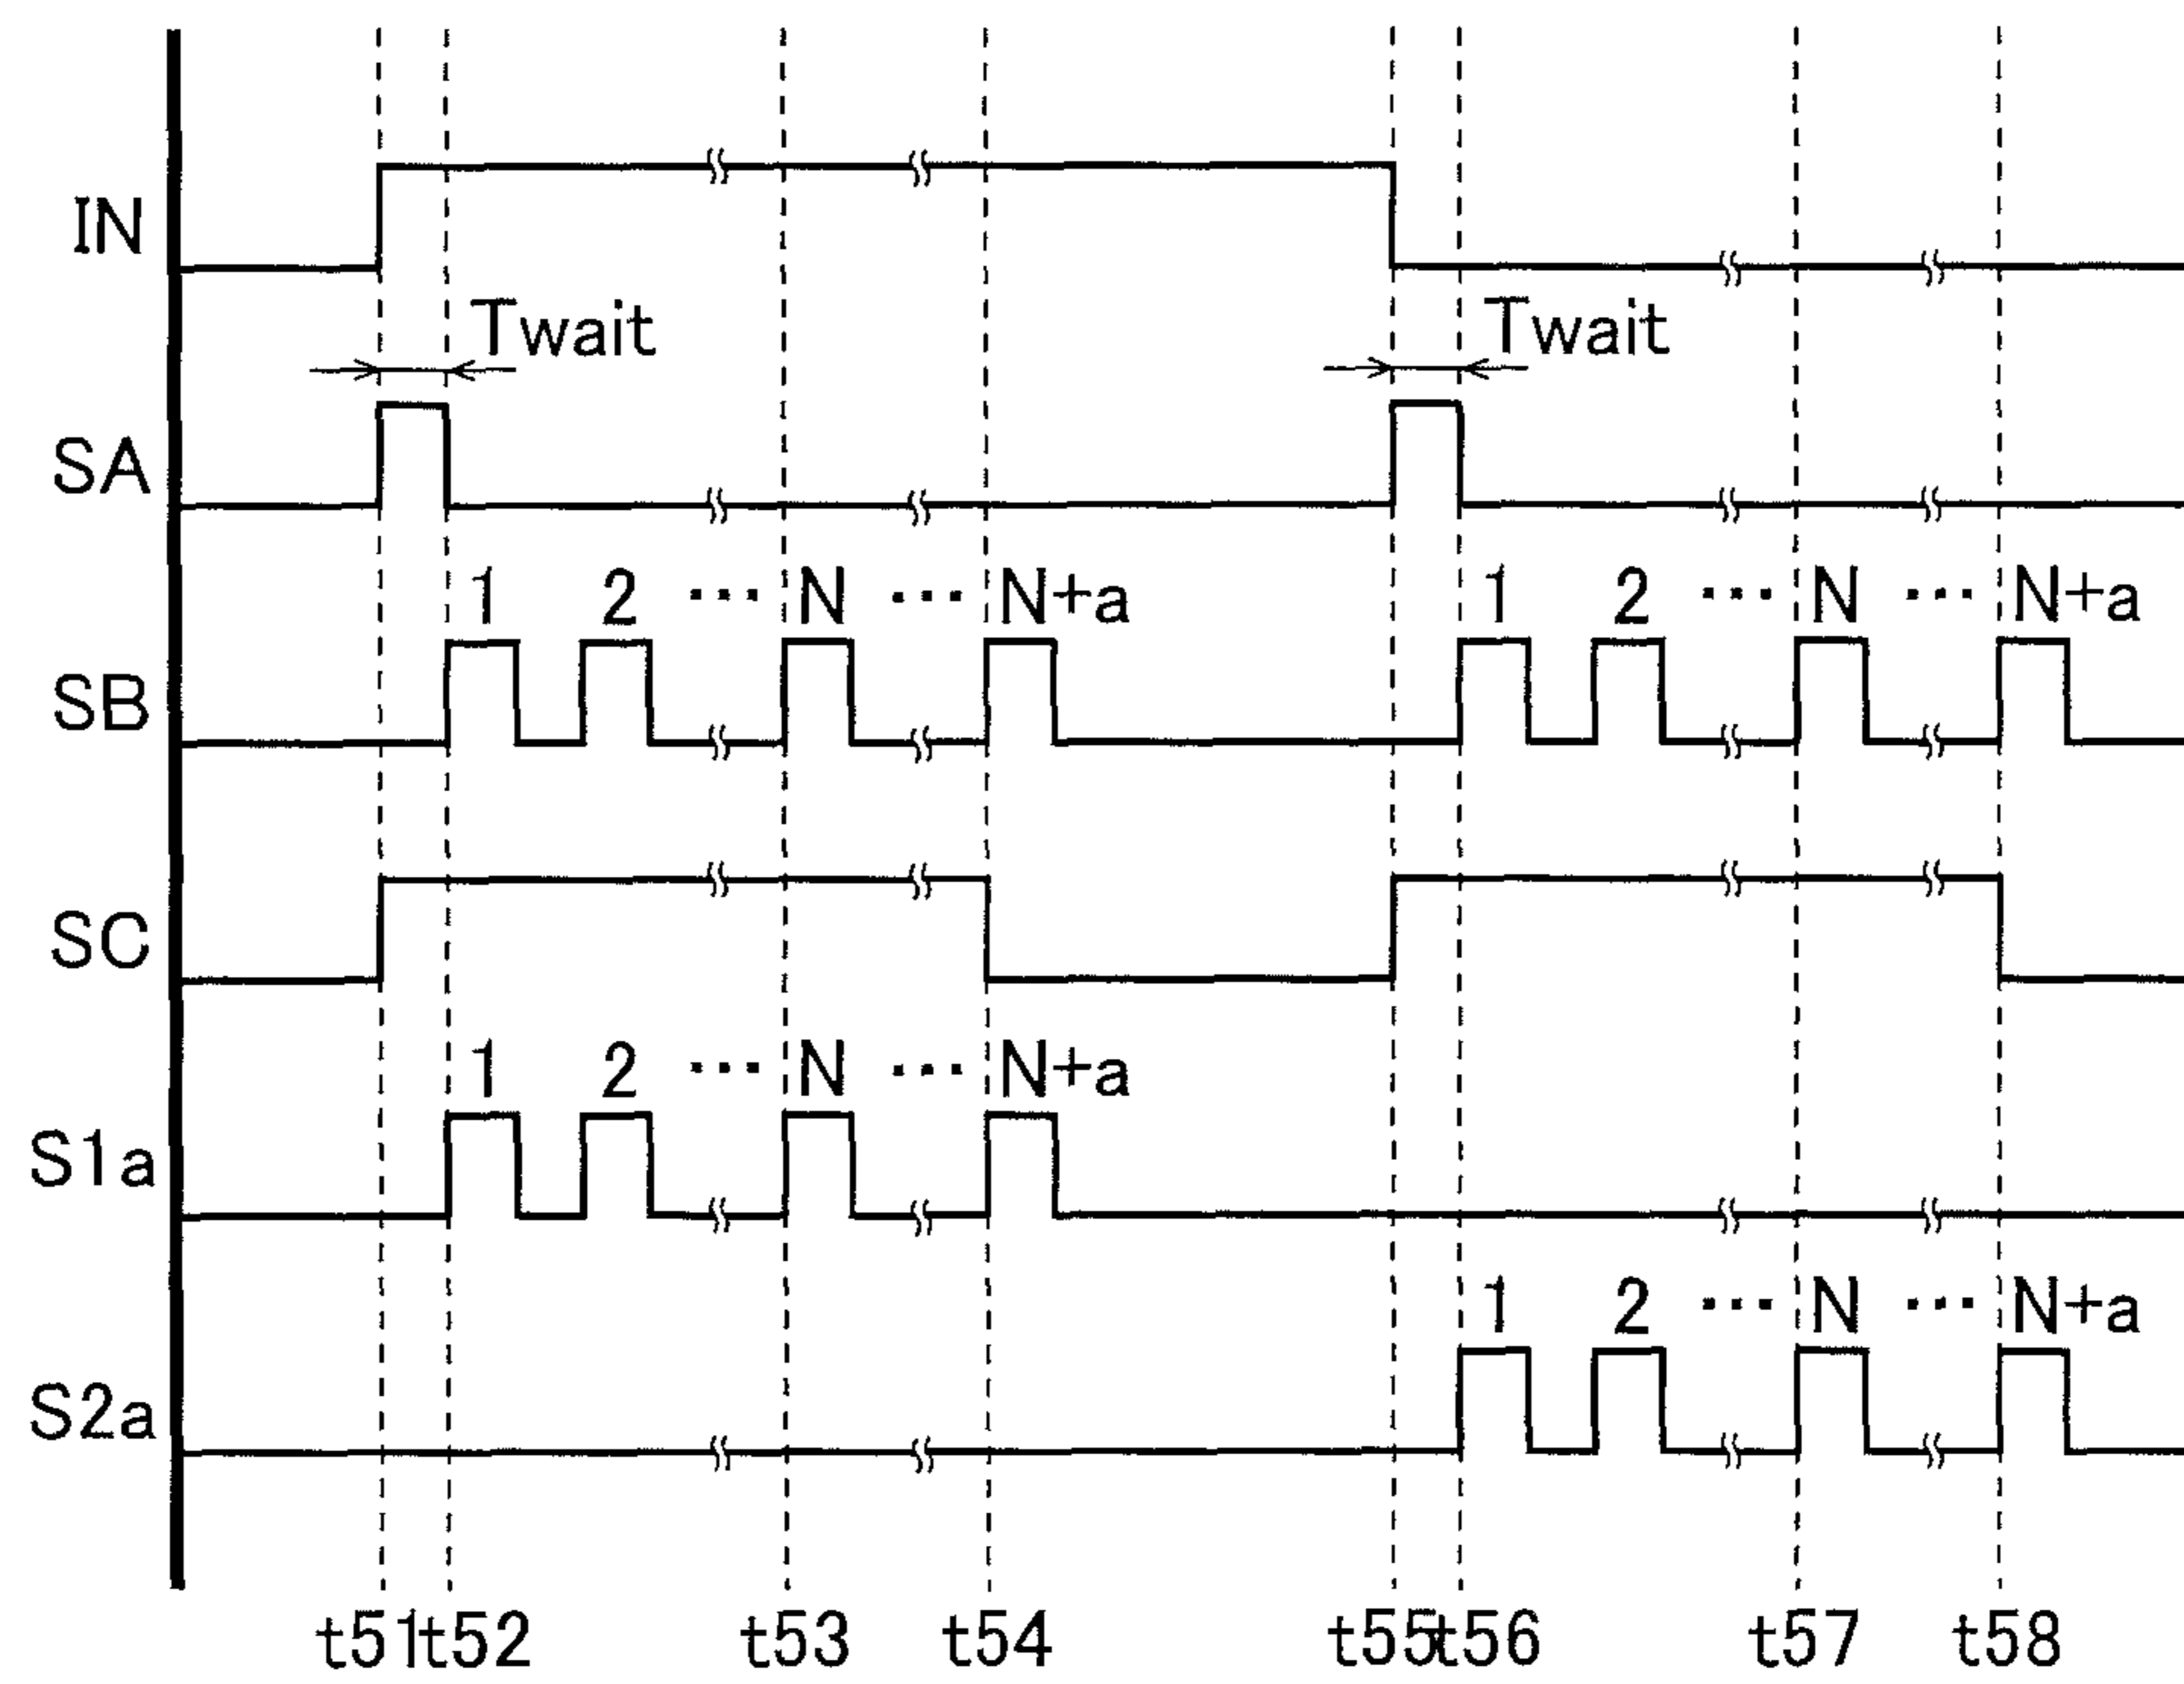 IN
Twait Twait
SA
1 2 ··· N ··· N+a 1 2 ··· N ··· N+a
SB
SC
1 2 ··· N ··· N+a
S1a
1 2 ··· N ··· N+a
S2a
t51 t52 t53 t54 t55 t56 t57 t58